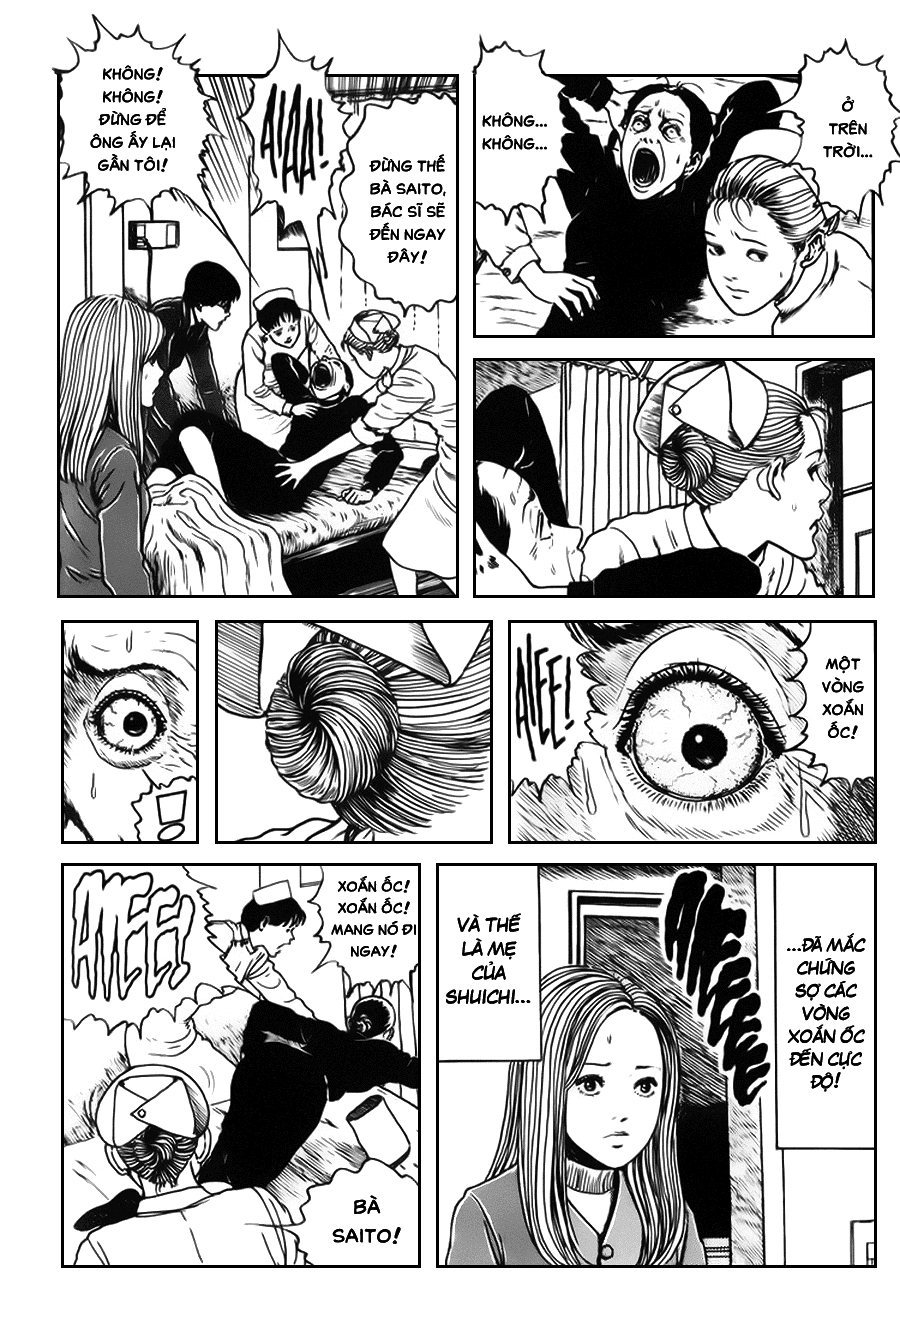 KHÔNG!
KHÔNG!
ĐỪNG ĐỂ
ÔNG ẤY LẠI
GẦN TÔI!
AIAA!
ĐỪNG THẾ
BÀ SAITO,
BÁC SĨ SẼ
ĐẾN NGAY
ĐÂY!
KHÔNG...
KHÔNG...
Ở
TRÊN
TRỜI...
!
AIEE!
MỘT
VÒNG
XOẮN
ỐC!
XOẮN ỐC!
XOẮN ỐC!
MANG NÓ ĐI
NGAY!
BÀ
SAITO!
VÀ THẾ
LÀ MẸ
CỦA
SHUICHI...
...ĐÃ MẮC
CHỨNG
SỢ CÁC
VÒNG
XOẮN ỐC
ĐẾN CỰC
ĐỘ!